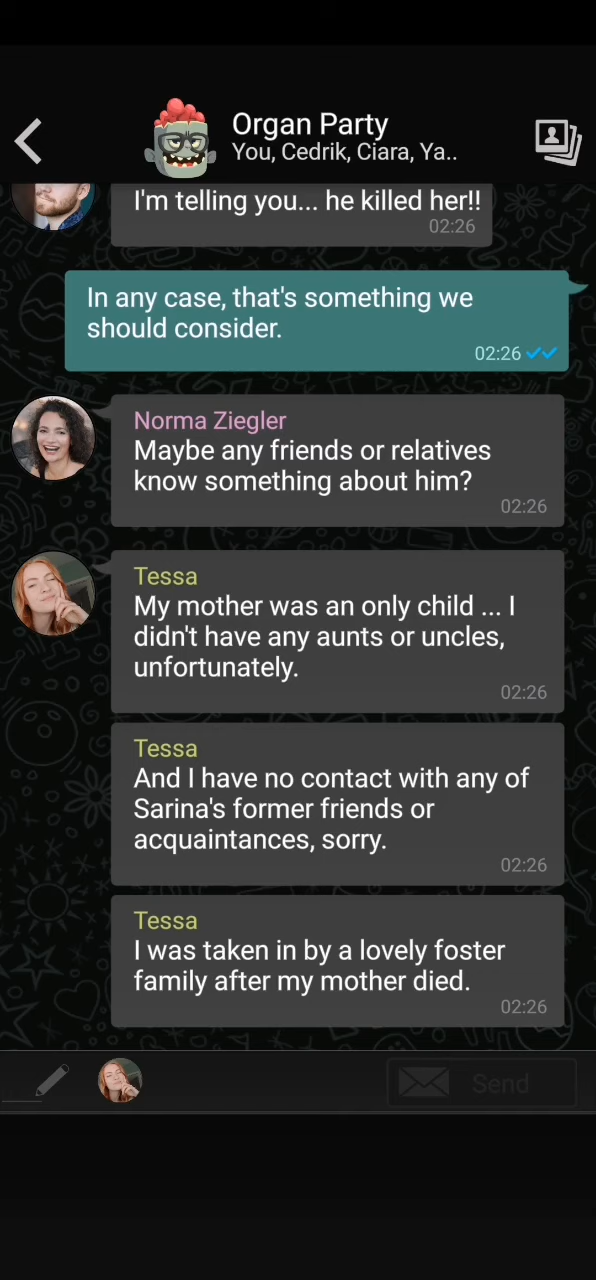 Organ Party
You, Cedrik, Ciara, Ya..
I'm telling you... he killed her!!
02:26
In any case, that's something we
should consider.
02:26
Norma Ziegler
Maybe any friends or relatives
know something about him?
02:26
Tessa
My mother was an only child ... I
didn't have any aunts or uncles,
unfortunately.
02:26
Tessa
And I have no contact with any of
Sarina's former friends or
acquaintances, sorry.
02:26
Tessa
I was taken in by a lovely foster
family after my mother died.
02:26
Send